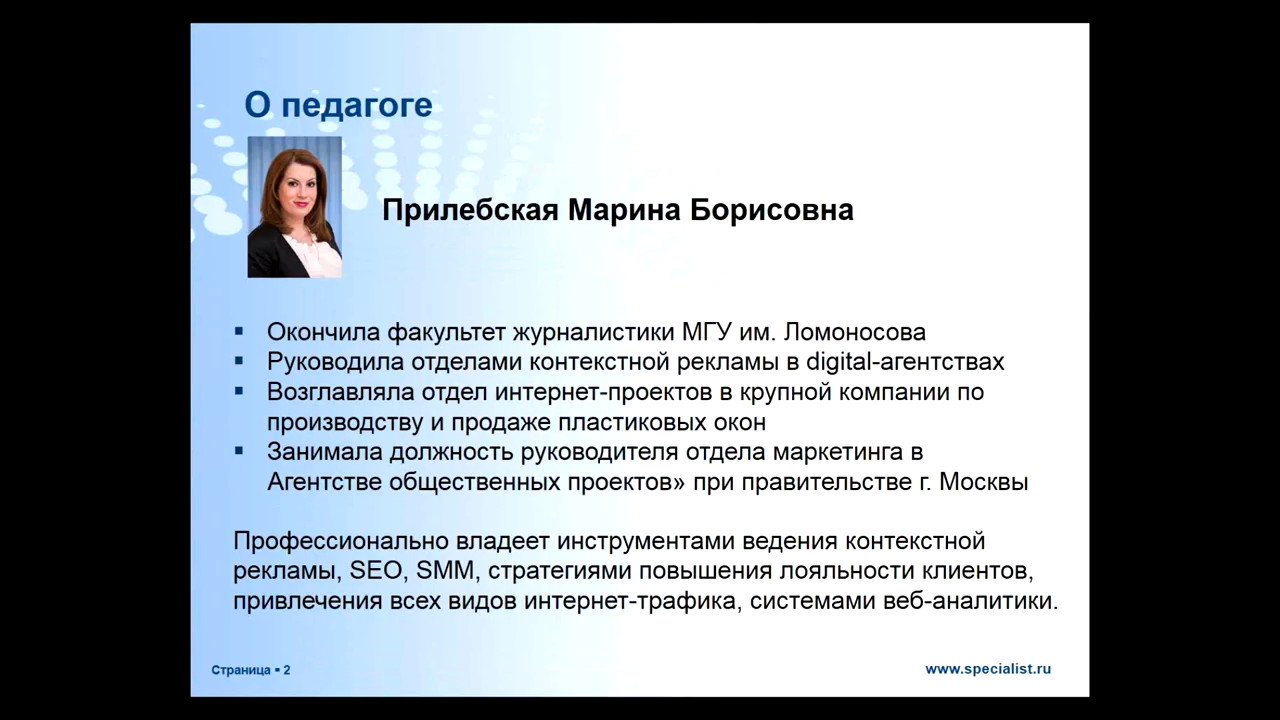 О педагоге
Прилебская Марина Борисовна
▪ Окончила факультет журналистики МГУ им. Ломоносова
▪ Руководила отделами контекстной рекламы в digital-агентствах
▪ Возглавляла отдел интернет-проектов в крупной компании по
производству и продаже пластиковых окон
▪ Занимала должность руководителя отдела маркетинга в
Агентстве общественных проектов» при правительстве г. Москвы
Профессионально владеет инструментами ведения контекстной
рекламы, SEO, SMM, стратегиями повышения лояльности клиентов,
привлечения всех видов интернет-трафика, системами веб-аналитики.
Страница ▪ 2
www.specialist.ru